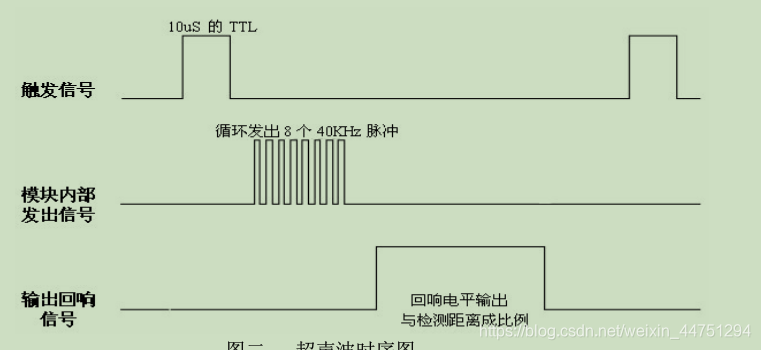 10uS 的 TTL
触发信号
循环发出 8 个 40KHz 脉冲
模块内部
发出信号
输出回响
信号
回响电平输出
与检测距离成比例
https://blog.csdn.net/weixin_44751294
图二 超声波时序图